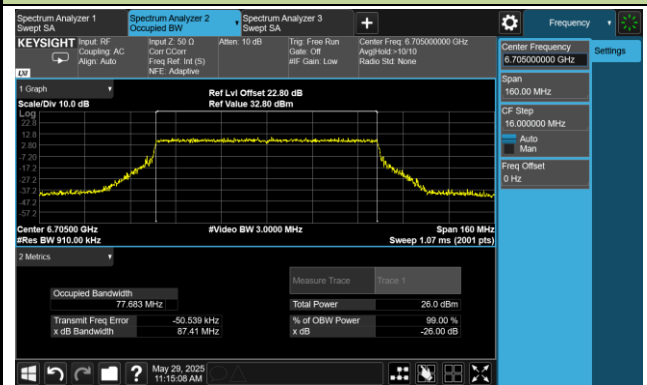 Spectrum Analyzer 1
Swept SA
Spectrum Analyzer 2
Occupied BW
Spectrum Analyzer 3
Swept SA
Frequency
KEYSIGHT
Input: RF
Coupling: AC
Align: Auto
Input Z: 50 Ω
Corr CCorr
Freq Ref: Int (S)
NFE: Adaptive
Atten: 10 dB
Trig: Free Run
Gate: Off
#IF Gain: Low
Center Freq: 6.705000000 GHz
Avg|Hold:>10/10
Radio Std: None
LXI
Center Frequency
6.705000000 GHz
Settings
Span
160.00 MHz
CF Step
16.000000 MHz
Auto
Man
Freq Offset
0 Hz
1 Graph
Scale/Div 10.0 dB
Ref Lvl Offset 22.80 dB
Ref Value 32.80 dBm
Log
22.8
12.8
2.80
-7.20
-17.2
-27.2
-37.2
-47.2
-57.2
Center 6.70500 GHz
#Res BW 910.00 kHz
#Video BW 3.0000 MHz
Span 160 MHz
Sweep 1.07 ms (2001 pts)
2 Metrics
Measure Trace
Trace 1
Occupied Bandwidth
77.683 MHz
Total Power
26.0 dBm
Transmit Freq Error
-50.539 kHz
% of OBW Power
99.00 %
x dB Bandwidth
87.41 MHz
x dB
-26.00 dB
?
May 29, 2025
11:15:08 AM